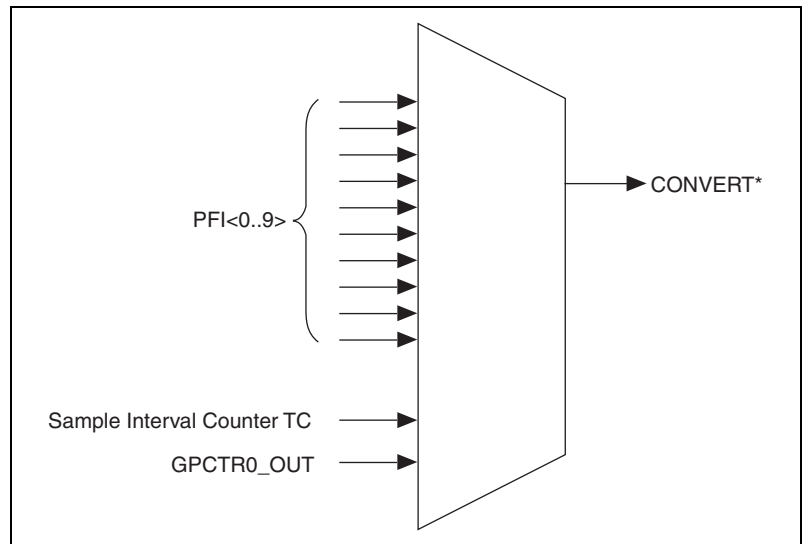 PFI<0..9>
CONVERT*
Sample Interval Counter TC
GPCTR0_OUT